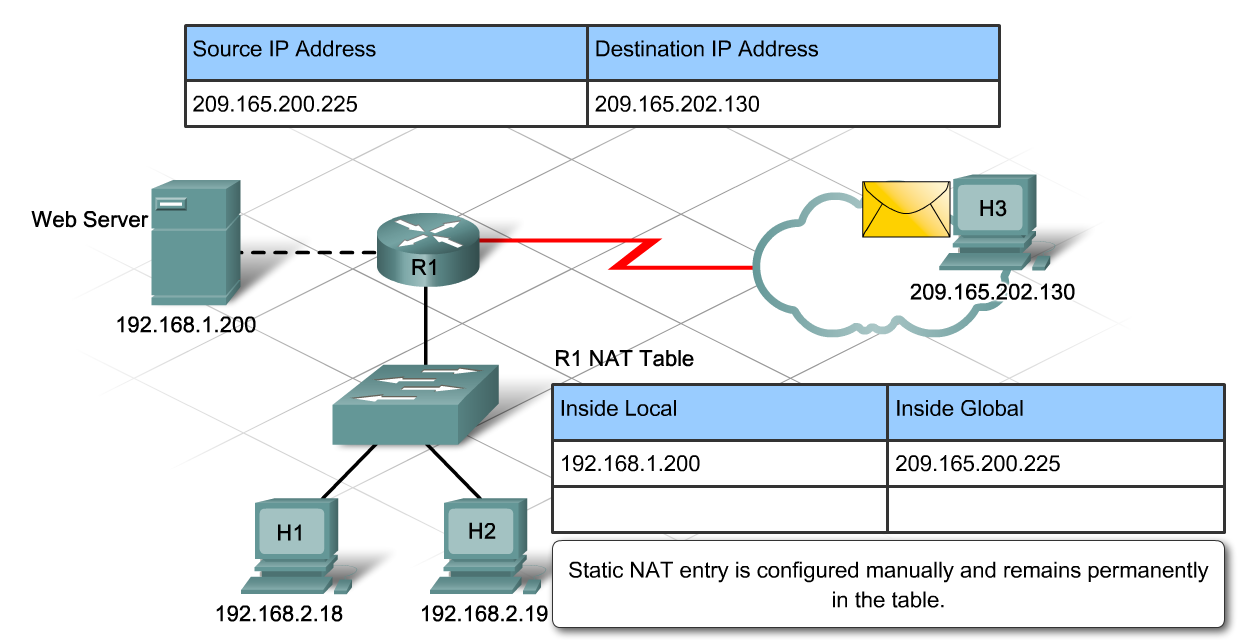 Source IP Address
Destination IP Address
209.165.200.225
209.165.202.130
Web Server
192.168.1.200
R1
H3
209.165.202.130
R1 NAT Table
Inside Local
Inside Global
192.168.1.200
209.165.200.225
H1
H2
192.168.2.18
192.168.2.19
Static NAT entry is configured manually and remains permanently
in the table.